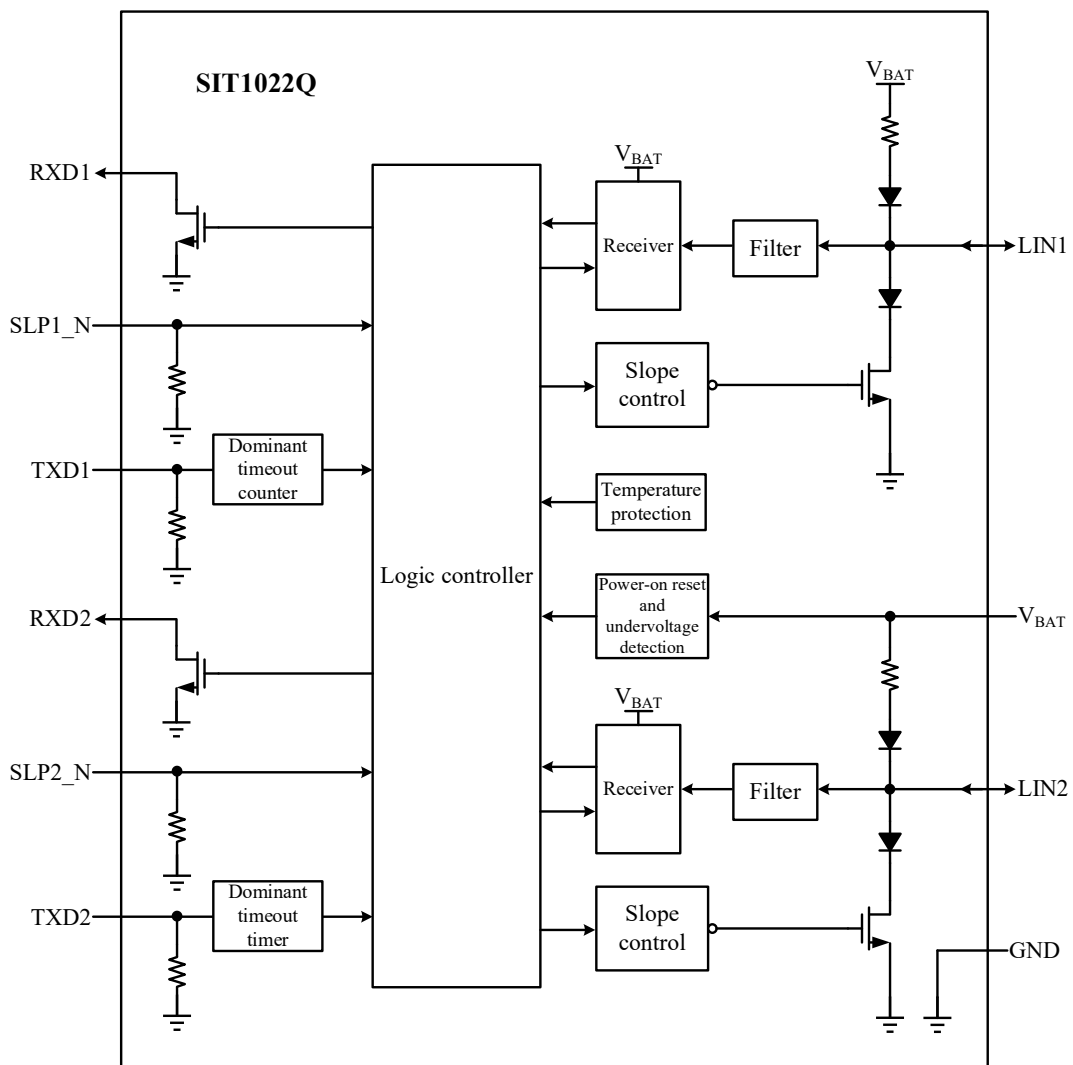 SIT1022Q
V_BAT
RXD1
V_BAT
Receiver
Filter
LIN1
SLP1_N
Slope
control
TXD1
Dominant
timeout
counter
Temperature
protection
Logic controller
Power-on reset
and
undervoltage
detection
RXD2
V_BAT
V_BAT
SLP2_N
Receiver
Filter
LIN2
TXD2
Dominant
timeout
timer
Slope
control
GND